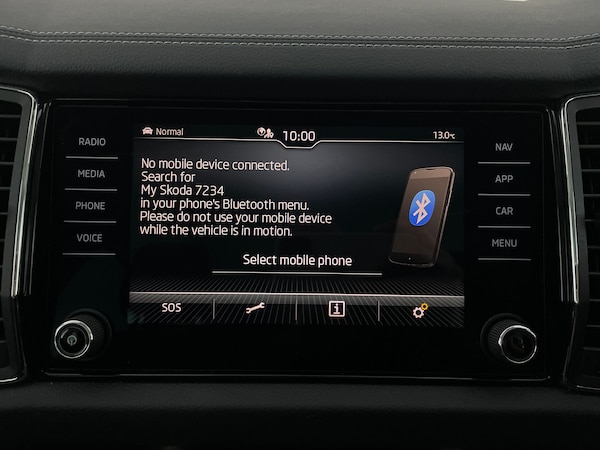 Normal
10:00
13.0°C
RADIO
MEDIA
PHONE
VOICE
No mobile device connected.
Search for
My Skoda 7234
in your phone's Bluetooth menu.
Please do not use your mobile device
while the vehicle is in motion.
Select mobile phone
SOS
NAV
APP
CAR
MENU